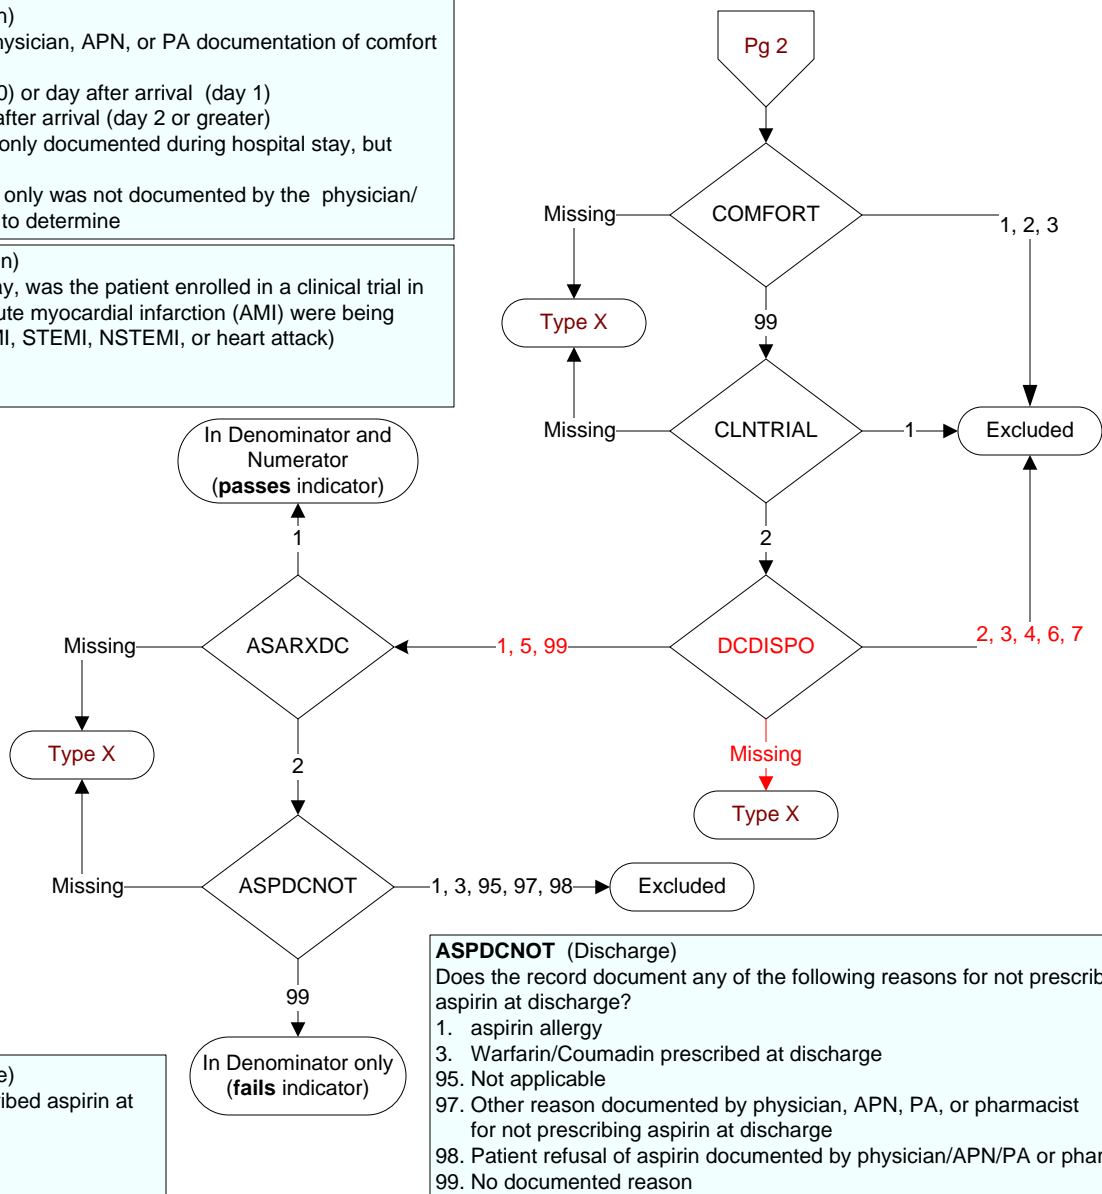 n)
hysician, APN, or PA documentation of comfort
0) or day after arrival (day 1)
after arrival (day 2 or greater)
only documented during hospital stay, but
only was not documented by the physician/
to determine
n)
ay, was the patient enrolled in a clinical trial in
ute myocardial infarction (AMI) were being
MI, STEMI, NSTEMI, or heart attack)
Pg 2
COMFORT
Missing
1, 2, 3
Type X
99
Missing
CLNTRIAL
1
Excluded
In Denominator and
Numerator
(passes indicator)
2
1
Missing
ASARXDC
1, 5, 99
DCDISPO
2, 3, 4, 6, 7
Type X
2
Missing
Type X
Missing
ASPDCNOT
1, 3, 95, 97, 98
Excluded
99
In Denominator only
(fails indicator)
ASPDCNOT (Discharge)
Does the record document any of the following reasons for not prescrib
aspirin at discharge?
1. aspirin allergy
3. Warfarin/Coumadin prescribed at discharge
95. Not applicable
97. Other reason documented by physician, APN, PA, or pharmacist
for not prescribing aspirin at discharge
98. Patient refusal of aspirin documented by physician/APN/PA or phar
99. No documented reason
e)
ibed aspirin at